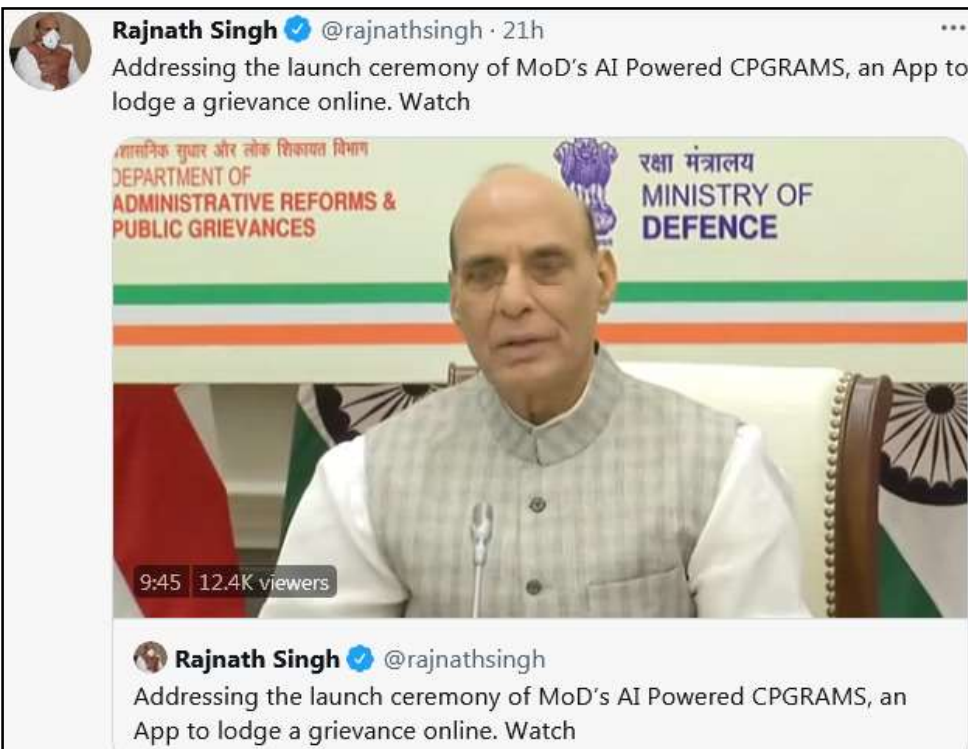 Rajnath Singh @rajnathsingh · 21h
Addressing the launch ceremony of MoD's AI Powered CPGRAMS, an App to
lodge a grievance online. Watch
सुधार और लोक शिकायत विभाग
DEPARTMENT OF
ADMINISTRATIVE REFORMS &
PUBLIC GRIEVANCES
रक्षा मंत्रालय
MINISTRY OF
DEFENCE
9:45 12.4K viewers
Rajnath Singh @rajnathsingh
Addressing the launch ceremony of MoD's AI Powered CPGRAMS, an
App to lodge a grievance online. Watch